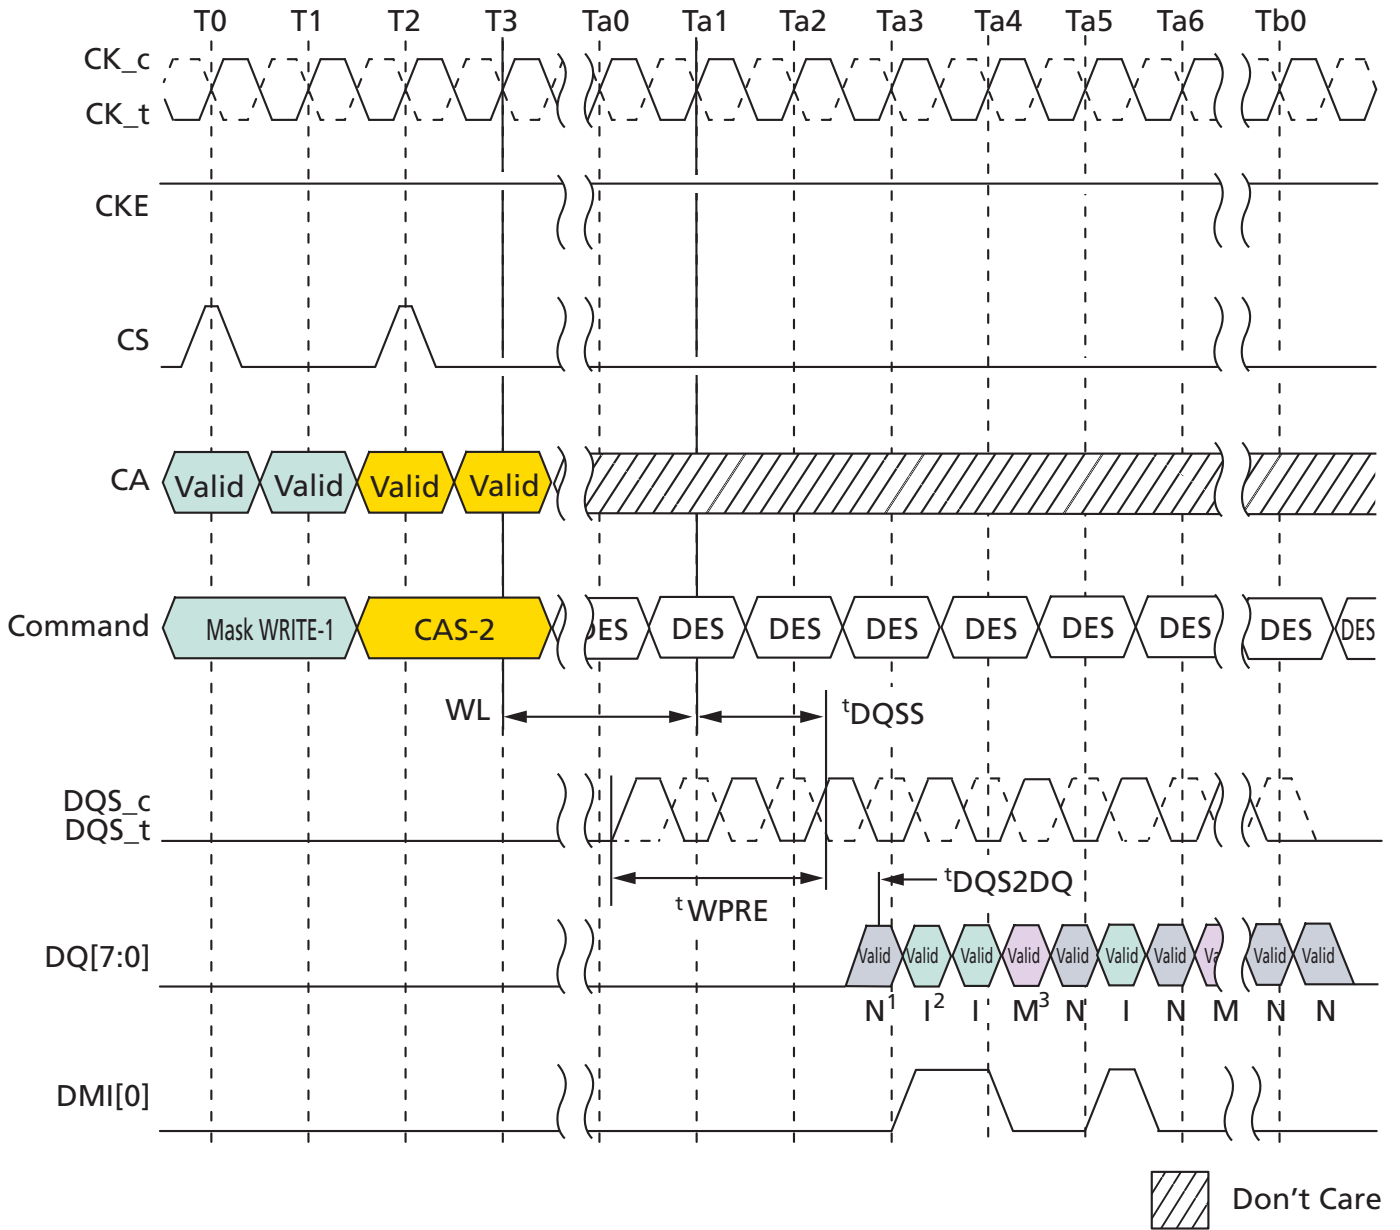 T0 T1 T2 T3 Ta0 Ta1 Ta2 Ta3 Ta4 Ta5 Ta6 Tb0
CK_c
CK_t
CKE
CS
CA Valid Valid Valid Valid
Command Mask WRITE-1 CAS-2 DES DES DES DES DES DES DES DES DES
WL tDQSS
DQS_c
DQS_t
tDQS2DQ
tWPRE
DQ[7:0] Valid Valid Valid Valid Valid Valid Valid Va Valid Valid
N1 I2 I M3 N I N M N N
DMI[0]
Don't Care